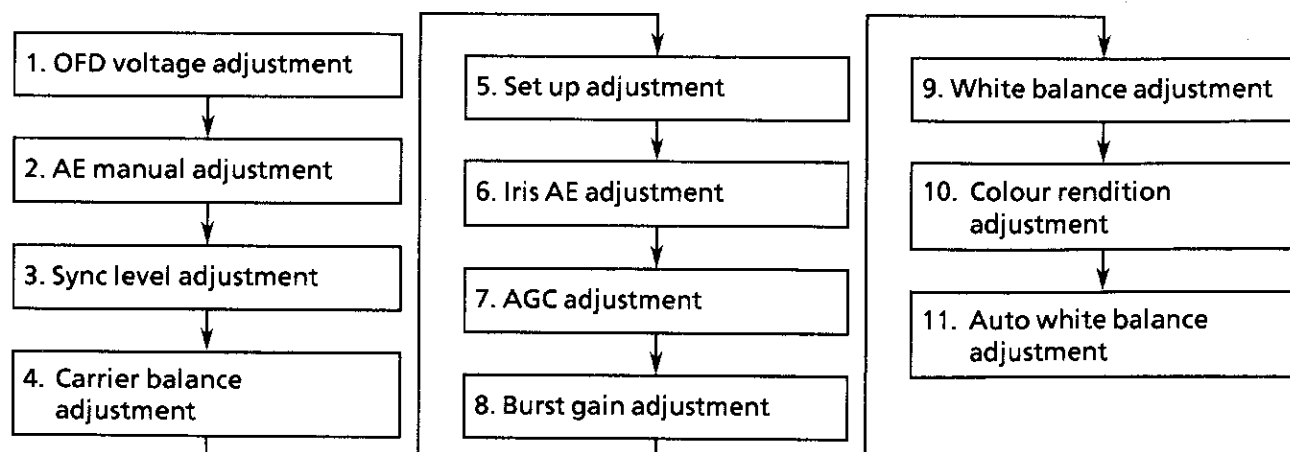 1. OFD voltage adjustment
2. AE manual adjustment
3. Sync level adjustment
4. Carrier balance
adjustment
5. Set up adjustment
6. Iris AE adjustment
7. AGC adjustment
8. Burst gain adjustment
9. White balance adjustment
10. Colour rendition
adjustment
11. Auto white balance
adjustment